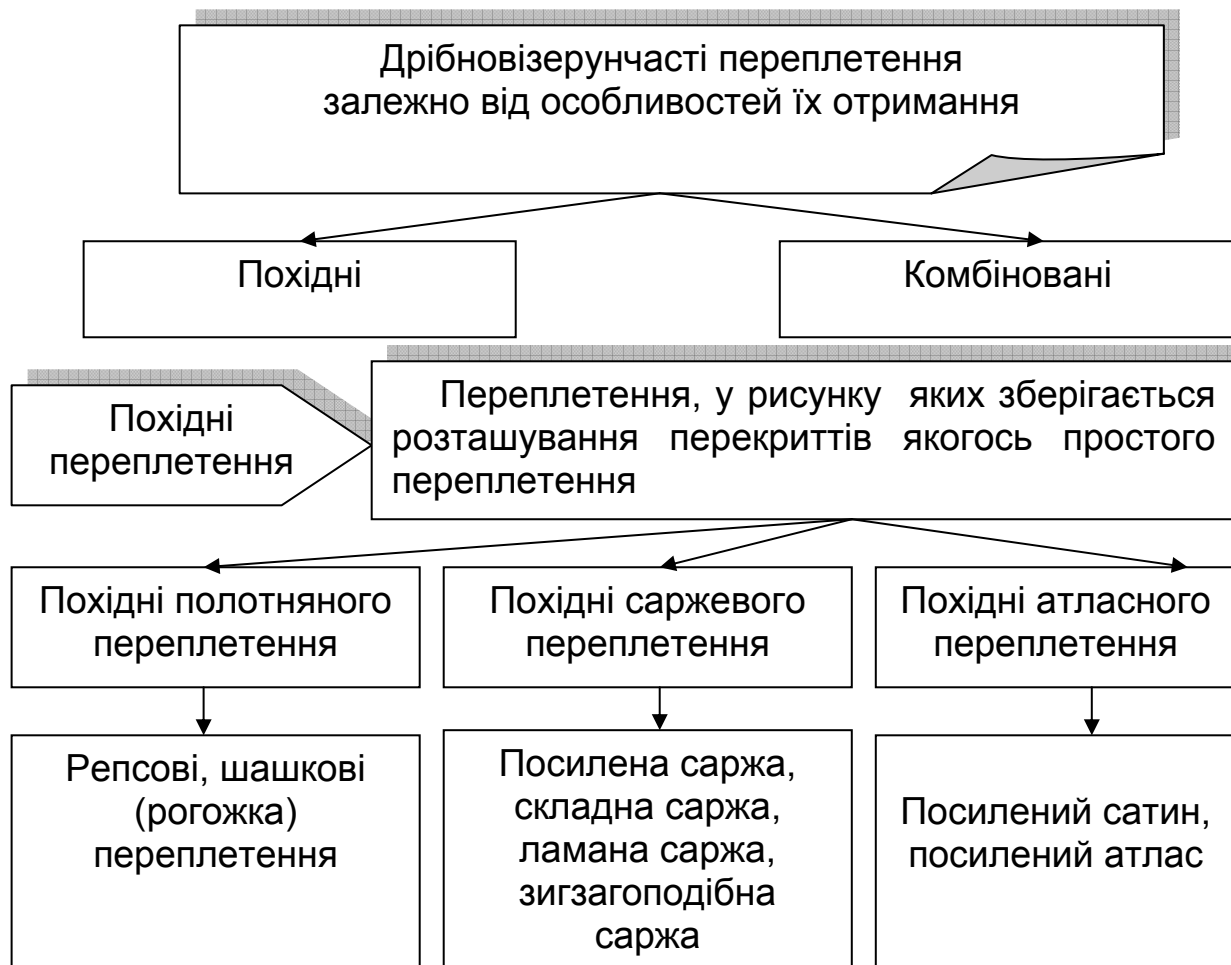 Дрібновізерунчасті переплетення
залежно від особливостей їх отримання
Похідні
Комбіновані
Похідні
переплетення
Переплетення, у рисунку яких зберігається
розташування перекриттів якогось простого
переплетення
Похідні полотняного
переплетення
Похідні саржевого
переплетення
Похідні атласного
переплетення
Репсові, шашкові
(рогожка)
переплетення
Посилена саржа,
складна саржа,
ламана саржа,
зигзагоподібна
саржа
Посилений сатин,
посилений атлас